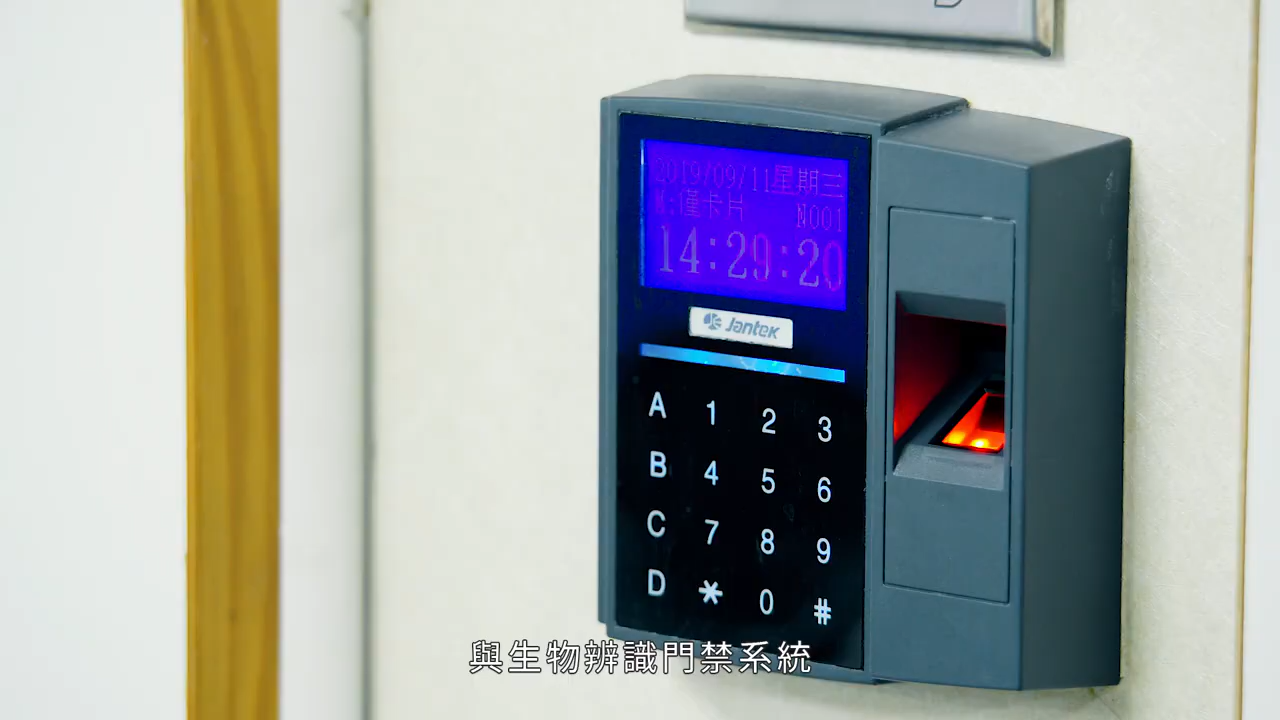 2019/09/11星期三
M:僅卡片 N001
14:29:20
Jantek
A 1 2 3
B 4 5 6
C 7 8 9
D * 0 #
與生物辨識門禁系統